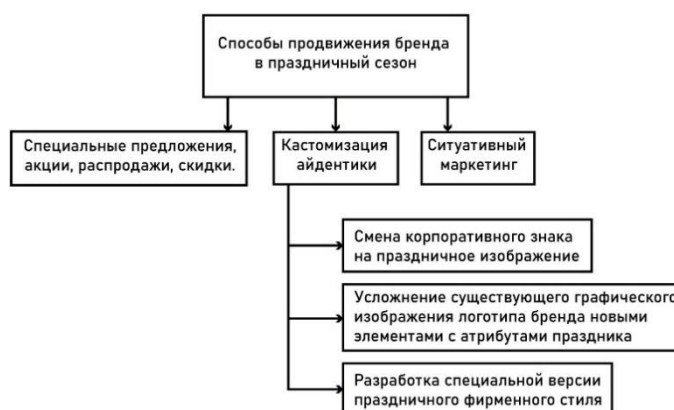 Способы продвижения бренда
в праздничный сезон
Специальные предложения,
акции, распродажи, скидки.
Кастомизация
айдентики
Ситуативный
маркетинг
Смена корпоративного знака
на праздничное изображение
Усложнение существующего графического
изображения логотипа бренда новыми
элементами с атрибутами праздника
Разработка специальной версии
праздничного фирменного стиля